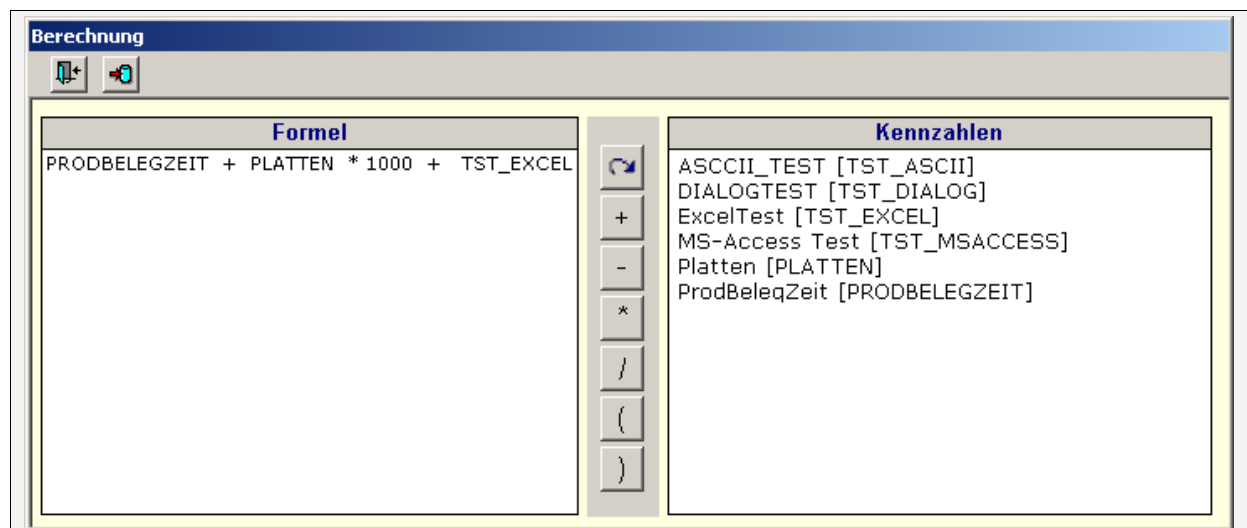 Berechnung
Formel
PRODBELEGZEIT + PLATTEN * 1000 + TST_EXCEL
+
-
*
/
(
)
Kennzahlen
ASCCII_TEST [TST_ASCII]
DIALOGTEST [TST_DIALOG]
ExcelTest [TST_EXCEL]
MS-Access Test [TST_MSACCESS]
Platten [PLATTEN]
ProdBelegZeit [PRODBELEGZEIT]